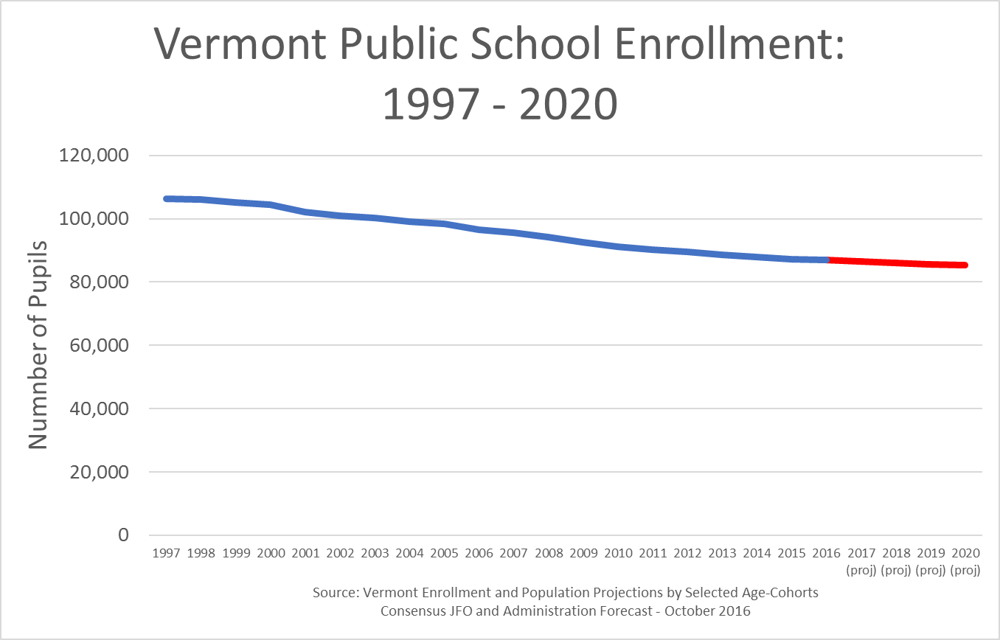 Vermont Public School Enrollment:
1997 - 2020
120,000
100,000
80,000
60,000
40,000
20,000
0
Numnber of Pupils
1997 1998 1999 2000 2001 2002 2003 2004 2005 2006 2007 2008 2009 2010 2011 2012 2013 2014 2015 2016 2017 2018 2019 2020
(proj) (proj) (proj) (proj)
Source: Vermont Enrollment and Population Projections by Selected Age-Cohorts
Consensus JFO and Administration Forecast - October 2016